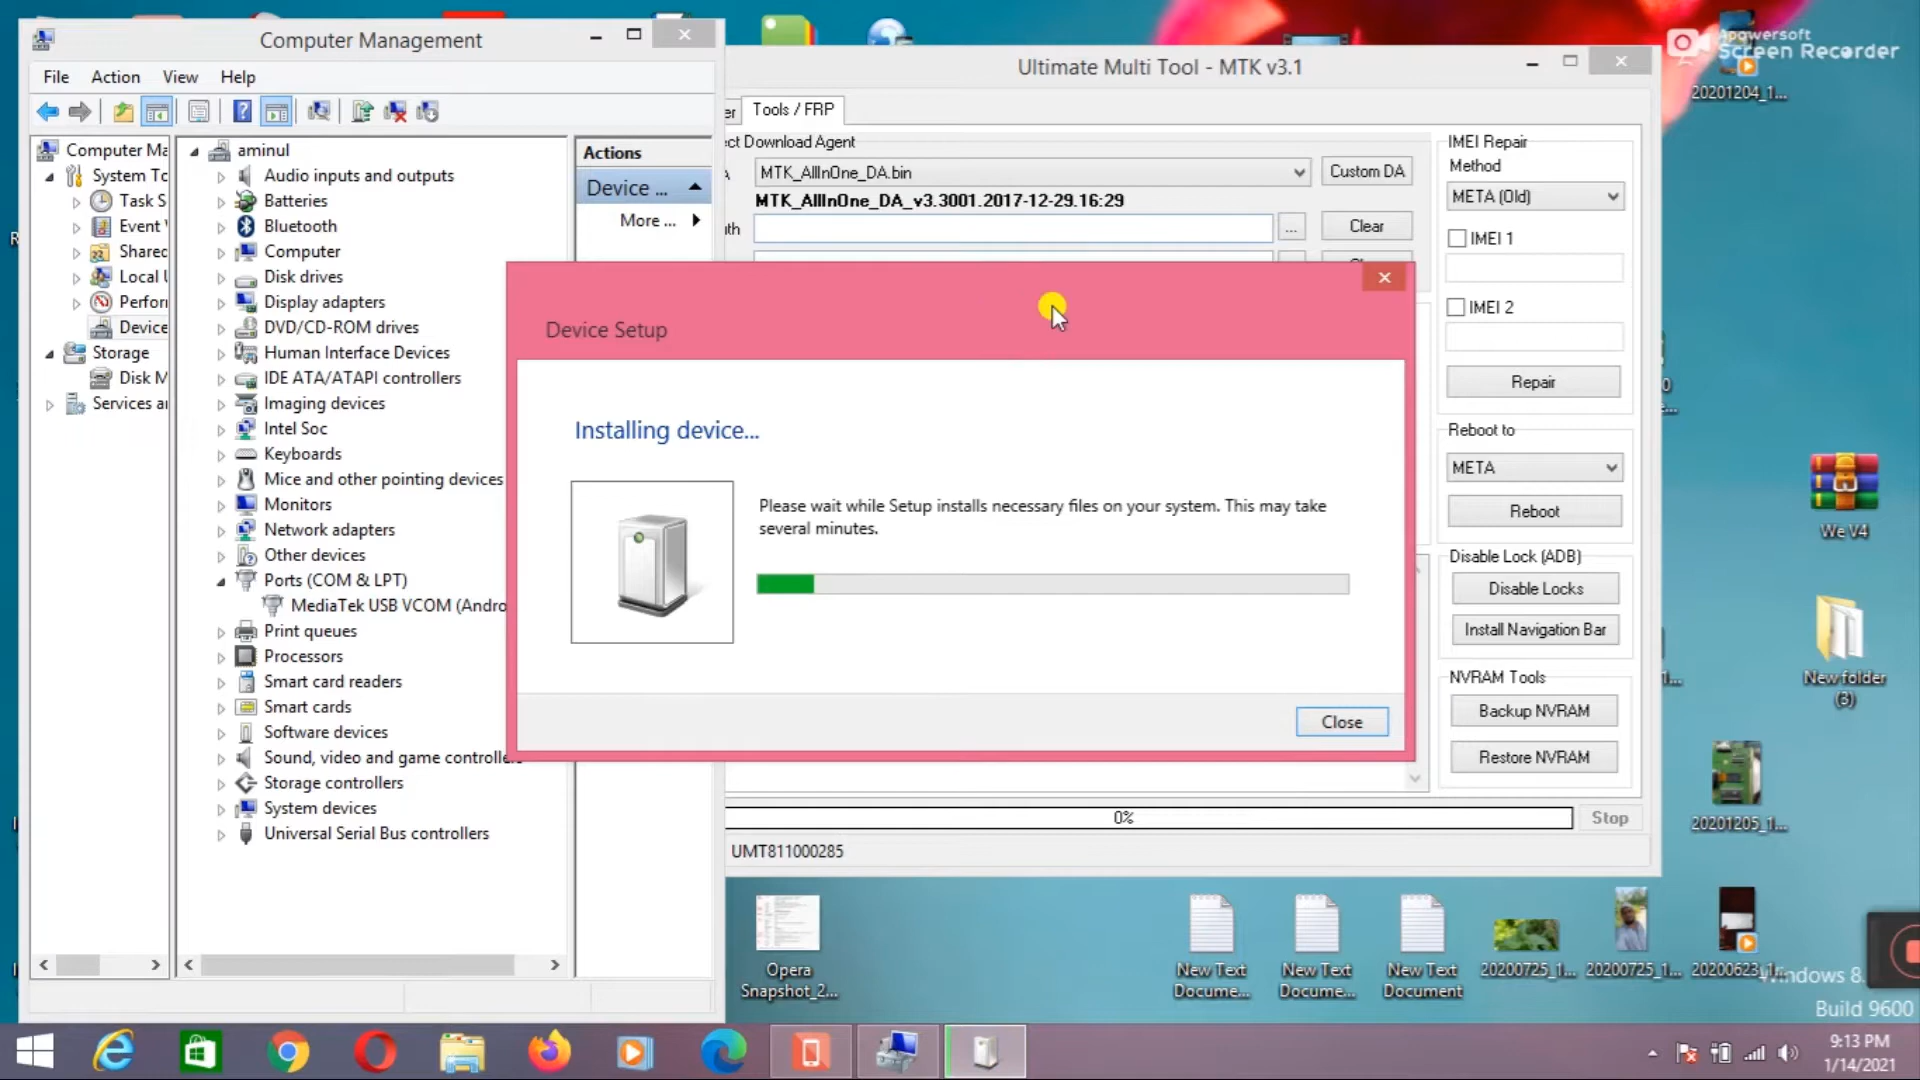 Computer Management
File Action View Help
Computer Ma
System To
Task S
Event
Shared
Local U
Perfor
Device
Storage
Disk M
Services a
aminul
Audio inputs and outputs
Batteries
Bluetooth
Computer
Disk drives
Display adapters
DVD/CD-ROM drives
Human Interface Devices
IDE ATA/ATAPI controllers
Imaging devices
Intel Soc
Keyboards
Mice and other pointing devices
Monitors
Network adapters
Other devices
Ports (COM & LPT)
MediaTek USB VCOM (Andro
Print queues
Processors
Smart card readers
Smart cards
Software devices
Sound, video and game controlle
Storage controllers
System devices
Universal Serial Bus controllers
Actions
Device ...
More ...
Ultimate Multi Tool - MTK v3.1
er Tools / FRP
ct Download Agent
MTK_AllInOne_DA.bin
Custom DA
MTK_AllInOne_DA_v3.3001.2017-12-29.16:29
uth
...
Clear
IMEI Repair
Method
META (Old)
IMEI 1
IMEI 2
Repair
Reboot to
META
Reboot
Disable Lock (ADB)
Disable Locks
Install Navigation Bar
NVRAM Tools
Backup NVRAM
Restore NVRAM
0%
Stop
UMT811000285
Device Setup
Installing device...
Please wait while Setup installs necessary files on your system. This may take
several minutes.
Close
Apowersoft
Screen Recorder
20201204_1...
We V4
New folder
(3)
20201205_1...
Opera
Snapshot_2...
New Text
Docume...
New Text
Docume...
New Text
Document
20200725_1...
20200725_1...
20200623_1...
Windows 8.
Build 9600
9:13 PM
1/14/2021